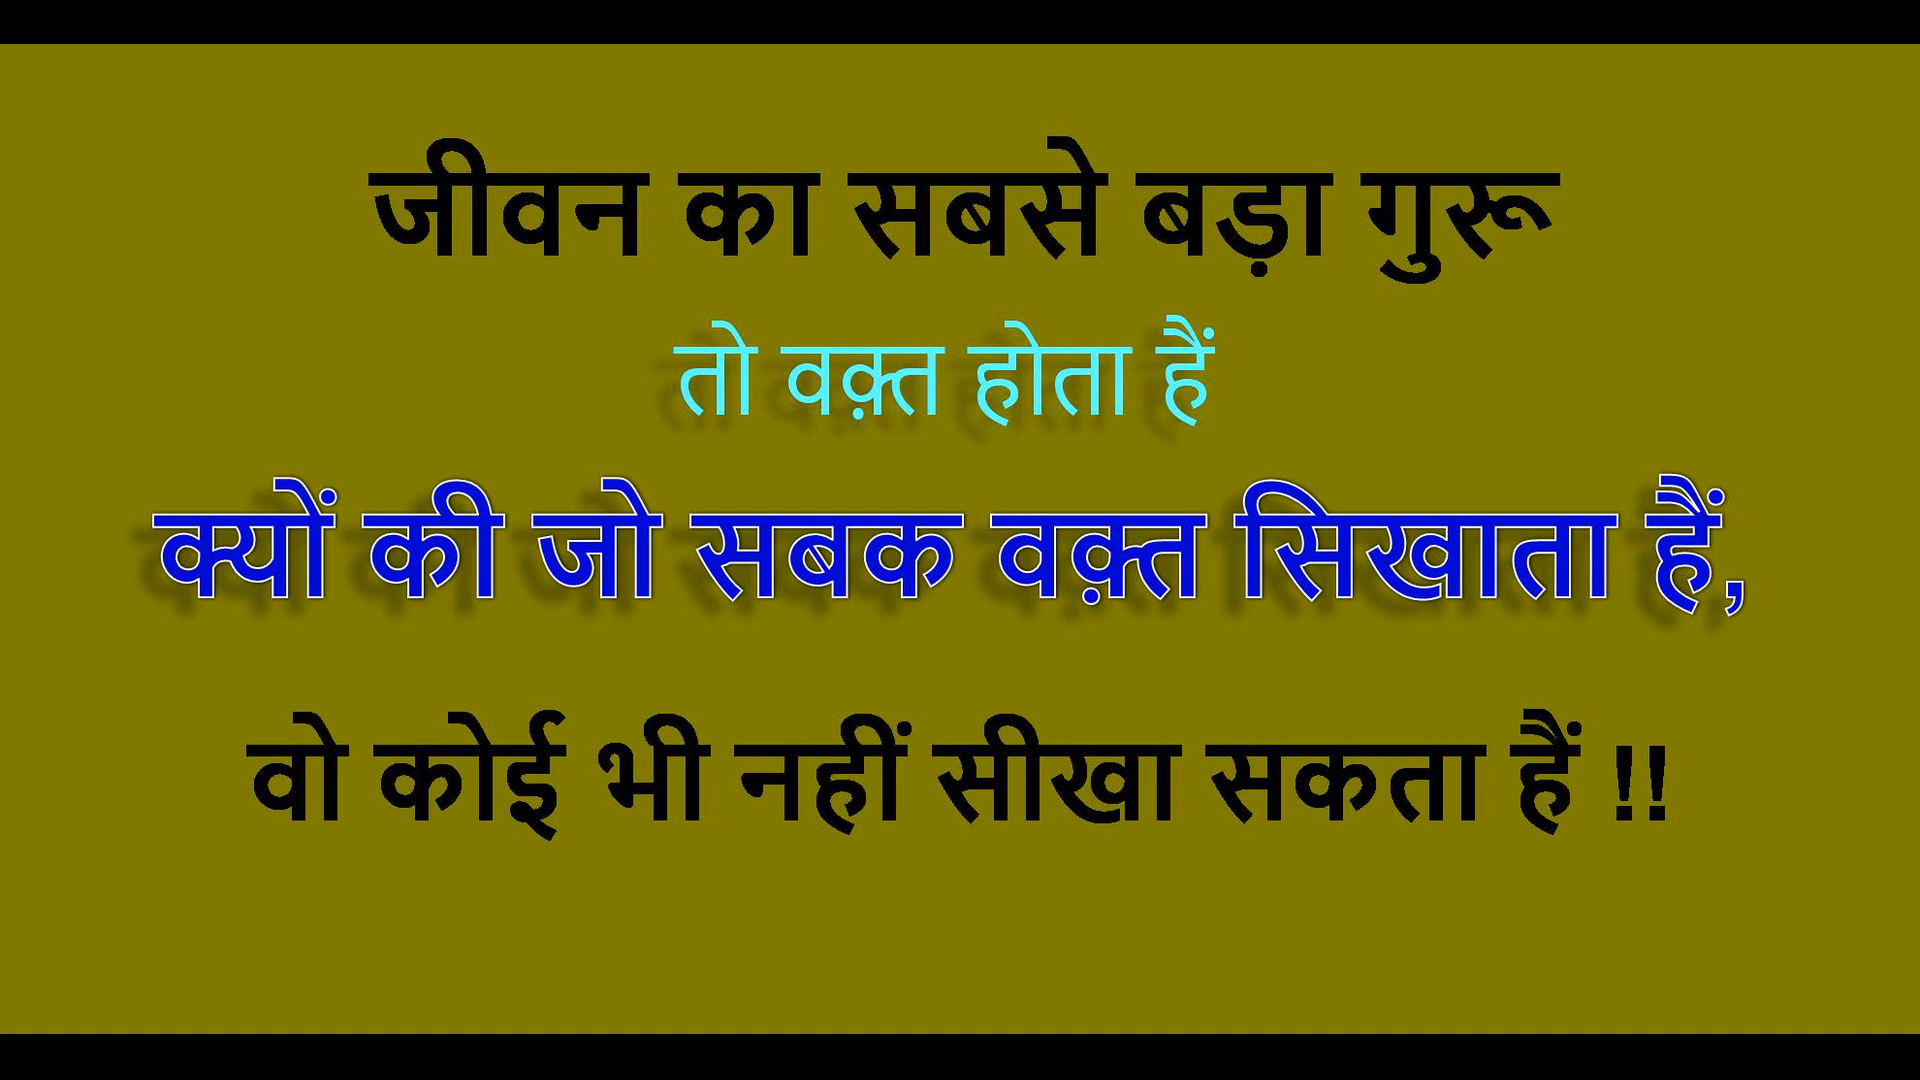 जीवन का सबसे बड़ा गुरू
तो वक़्त होता हैं
क्यों की जो सबक वक़्त सिखाता हैं,
वो कोई भी नहीं सीखा सकता हैं !!